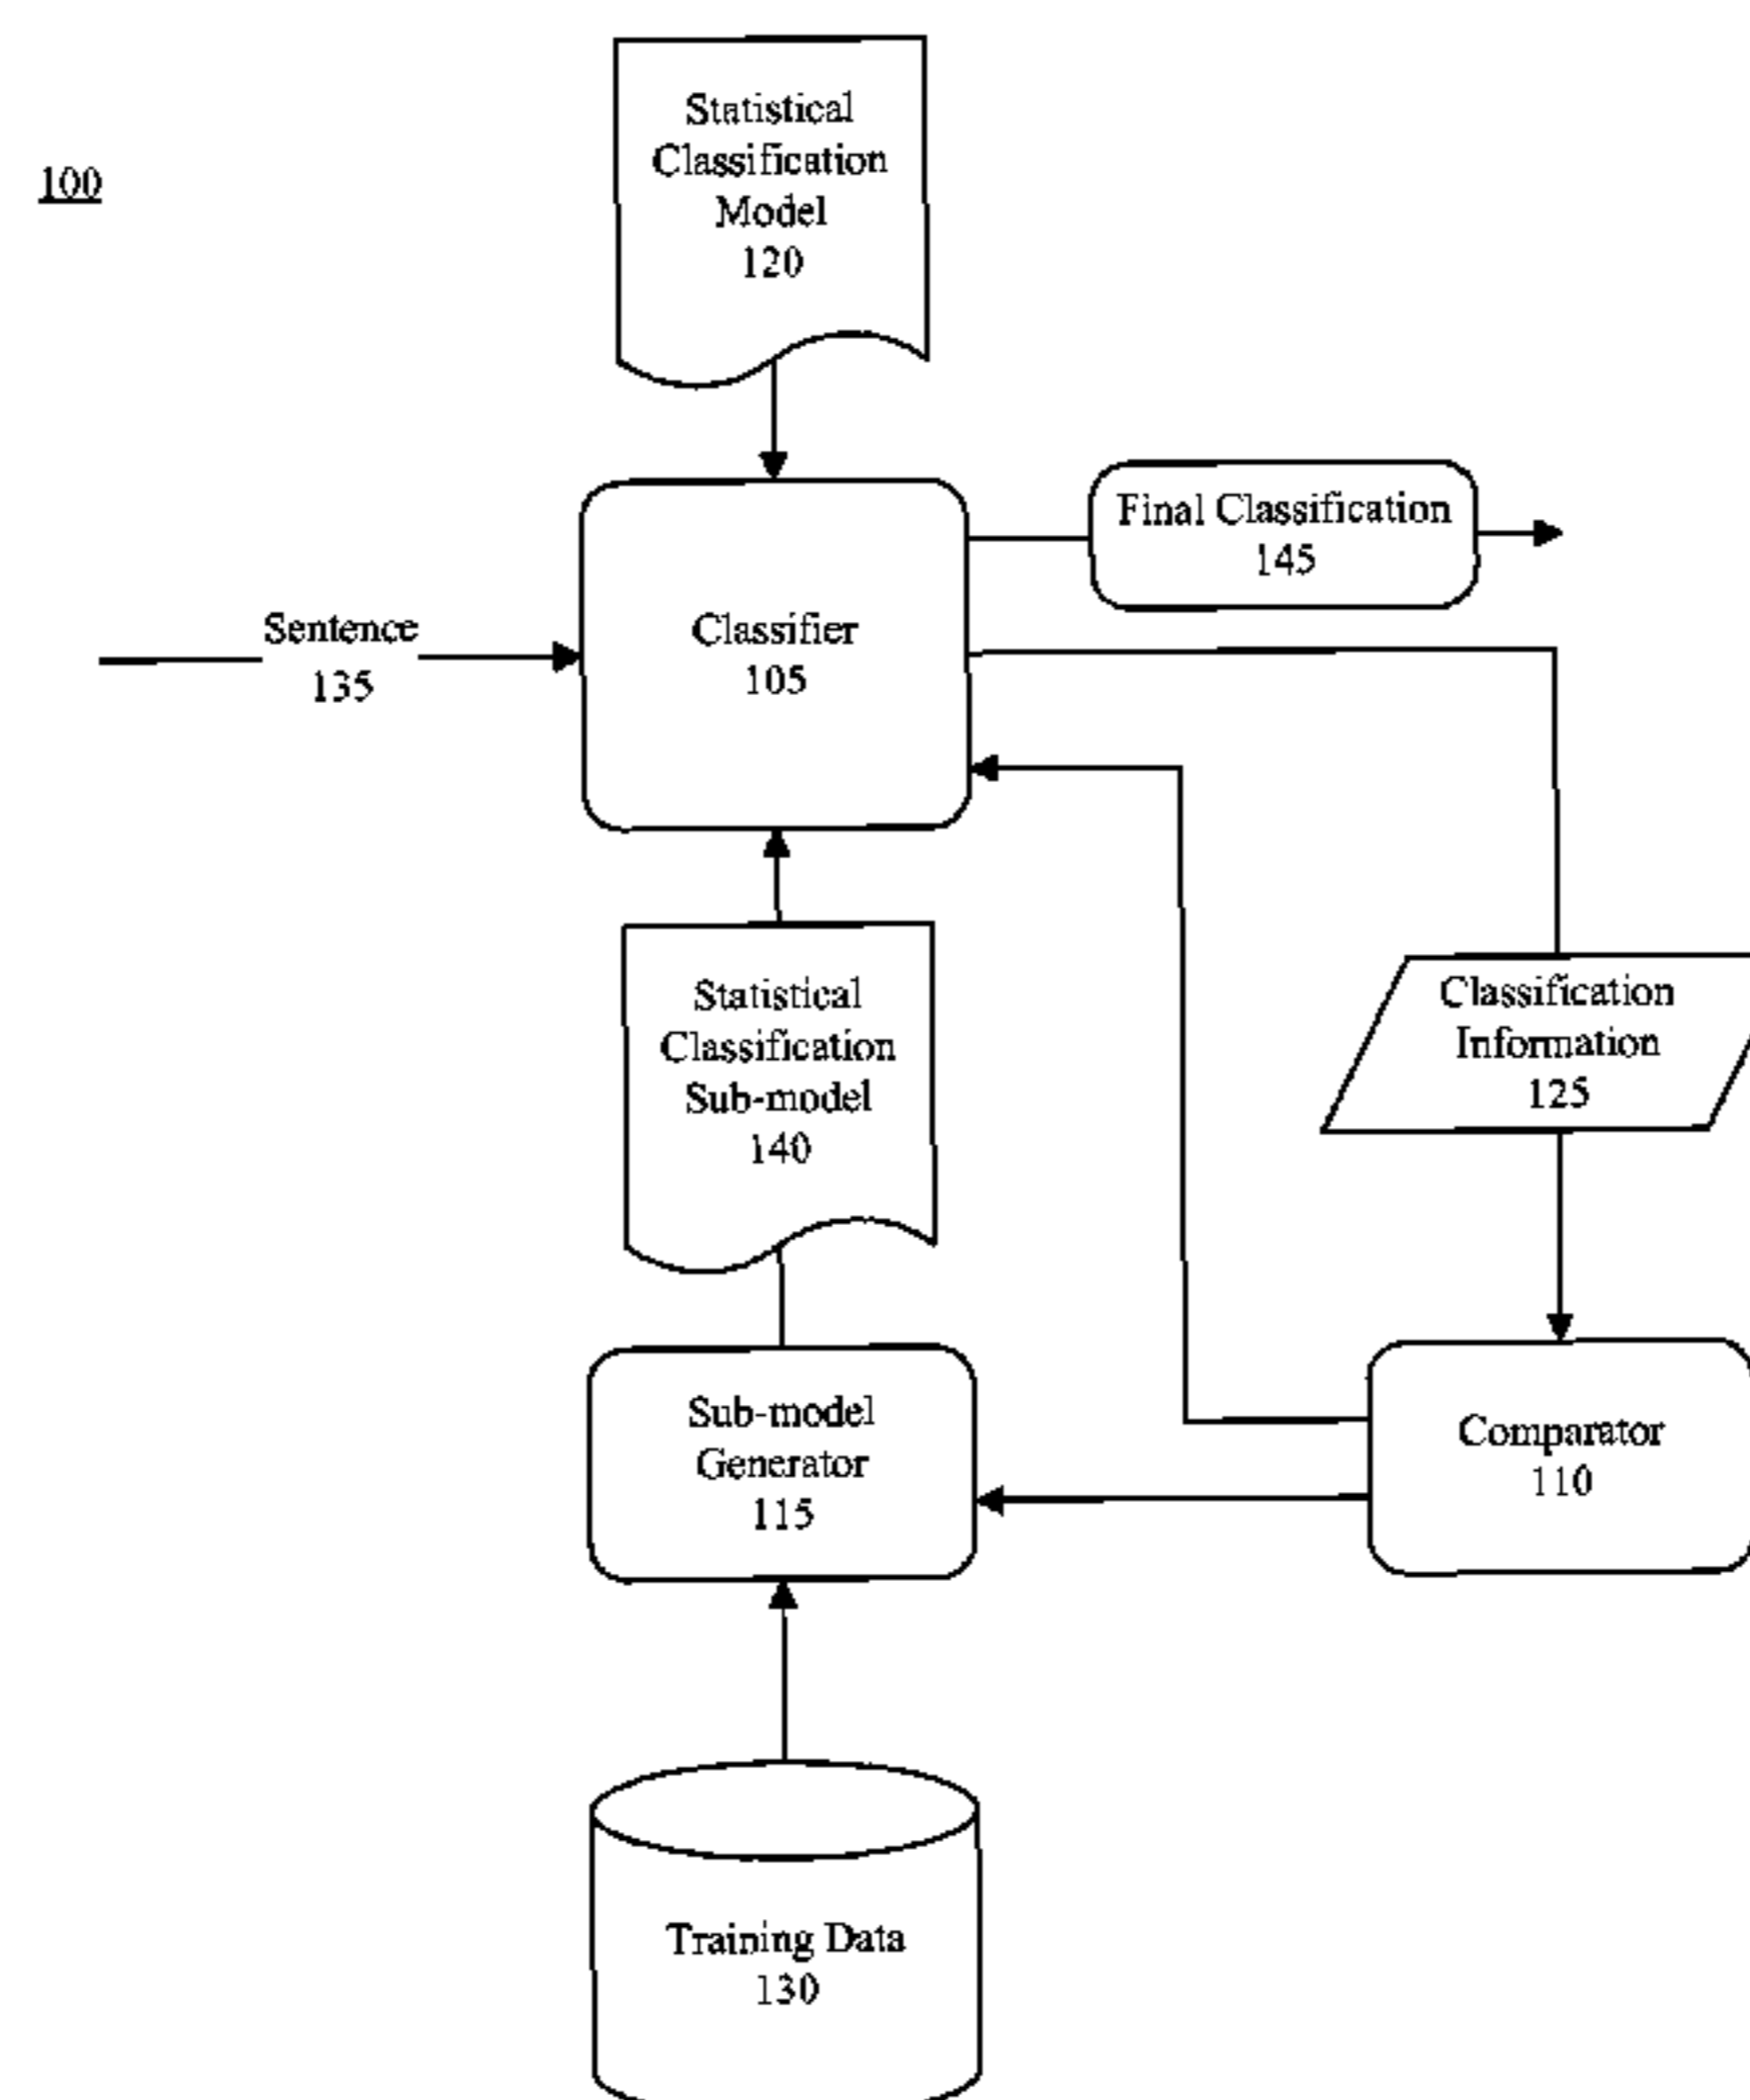 100
Statistical
Classification
Model
120
Final Classification
145
Sentence
135
Classifier
105
Statistical
Classification
Sub-model
140
Classification
Information
125
Sub-model
Generator
115
Comparator
110
Training Data
130